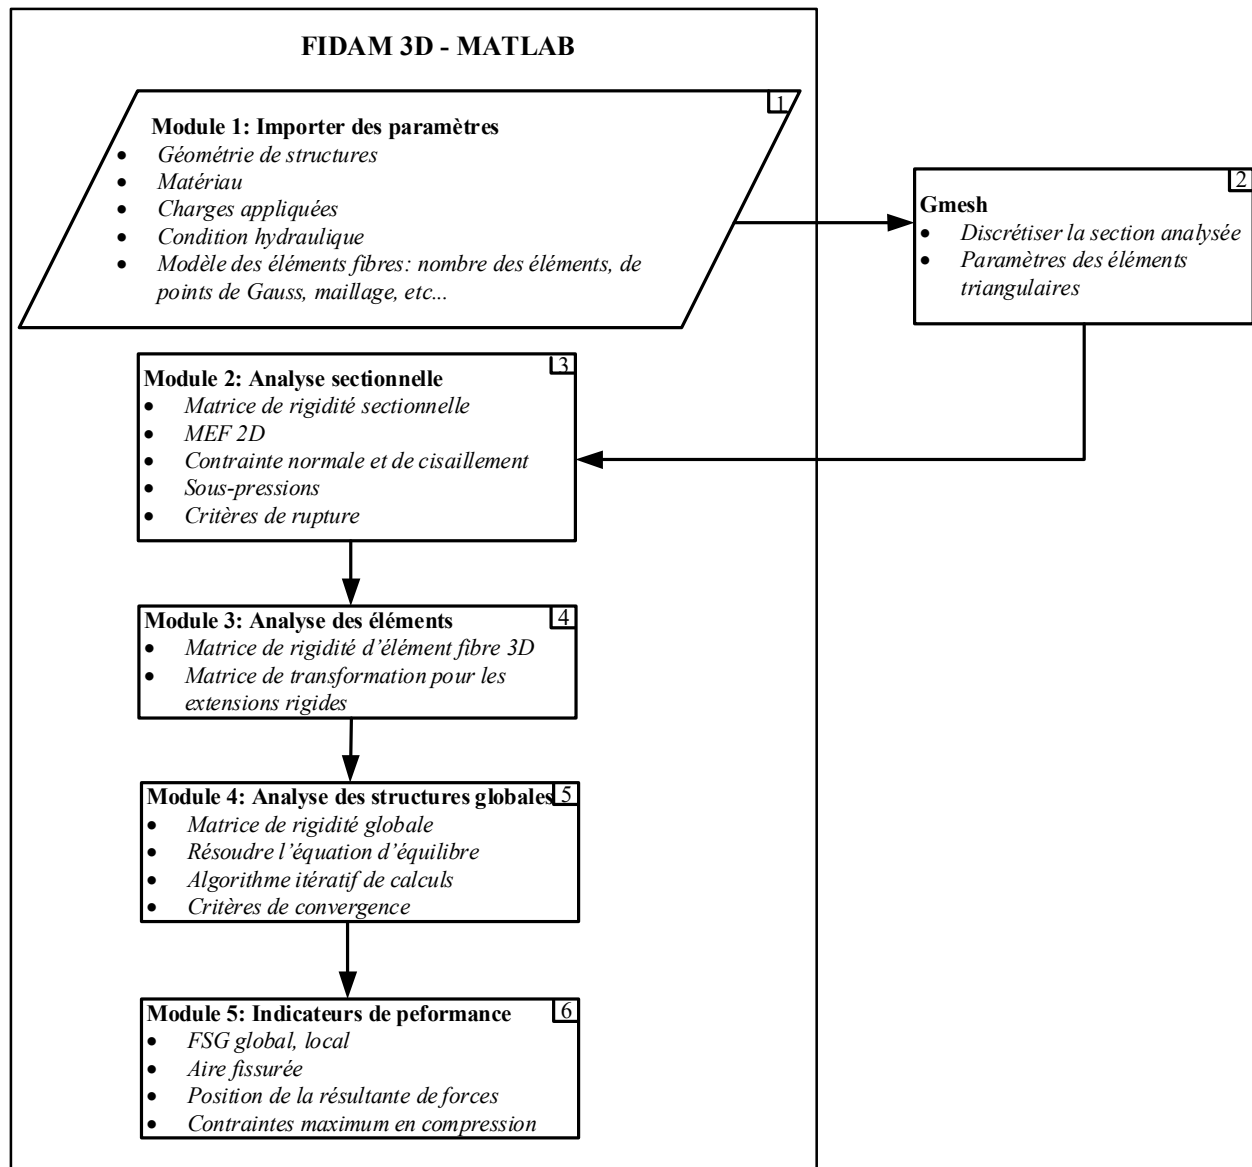 FIDAM 3D - MATLAB
1
Module 1: Importer des paramètres
• Géométrie de structures
• Matériau
• Charges appliquées
• Condition hydraulique
• Modèle des éléments fibres: nombre des éléments, de
points de Gauss, maillage, etc...
2
Gmesh
• Discrétiser la section analysée
• Paramètres des éléments
triangulaires
3
Module 2: Analyse sectionnelle
• Matrice de rigidité sectionnelle
• MEF 2D
• Contrainte normale et de cisaillement
• Sous-pressions
• Critères de rupture
4
Module 3: Analyse des éléments
• Matrice de rigidité d’élément fibre 3D
• Matrice de transformation pour les
extensions rigides
5
Module 4: Analyse des structures globales
• Matrice de rigidité globale
• Résoudre l’équation d’équilibre
• Algorithme itératif de calculs
• Critères de convergence
6
Module 5: Indicateurs de peformance
• FSG global, local
• Aire fissurée
• Position de la résultante de forces
• Contraintes maximum en compression